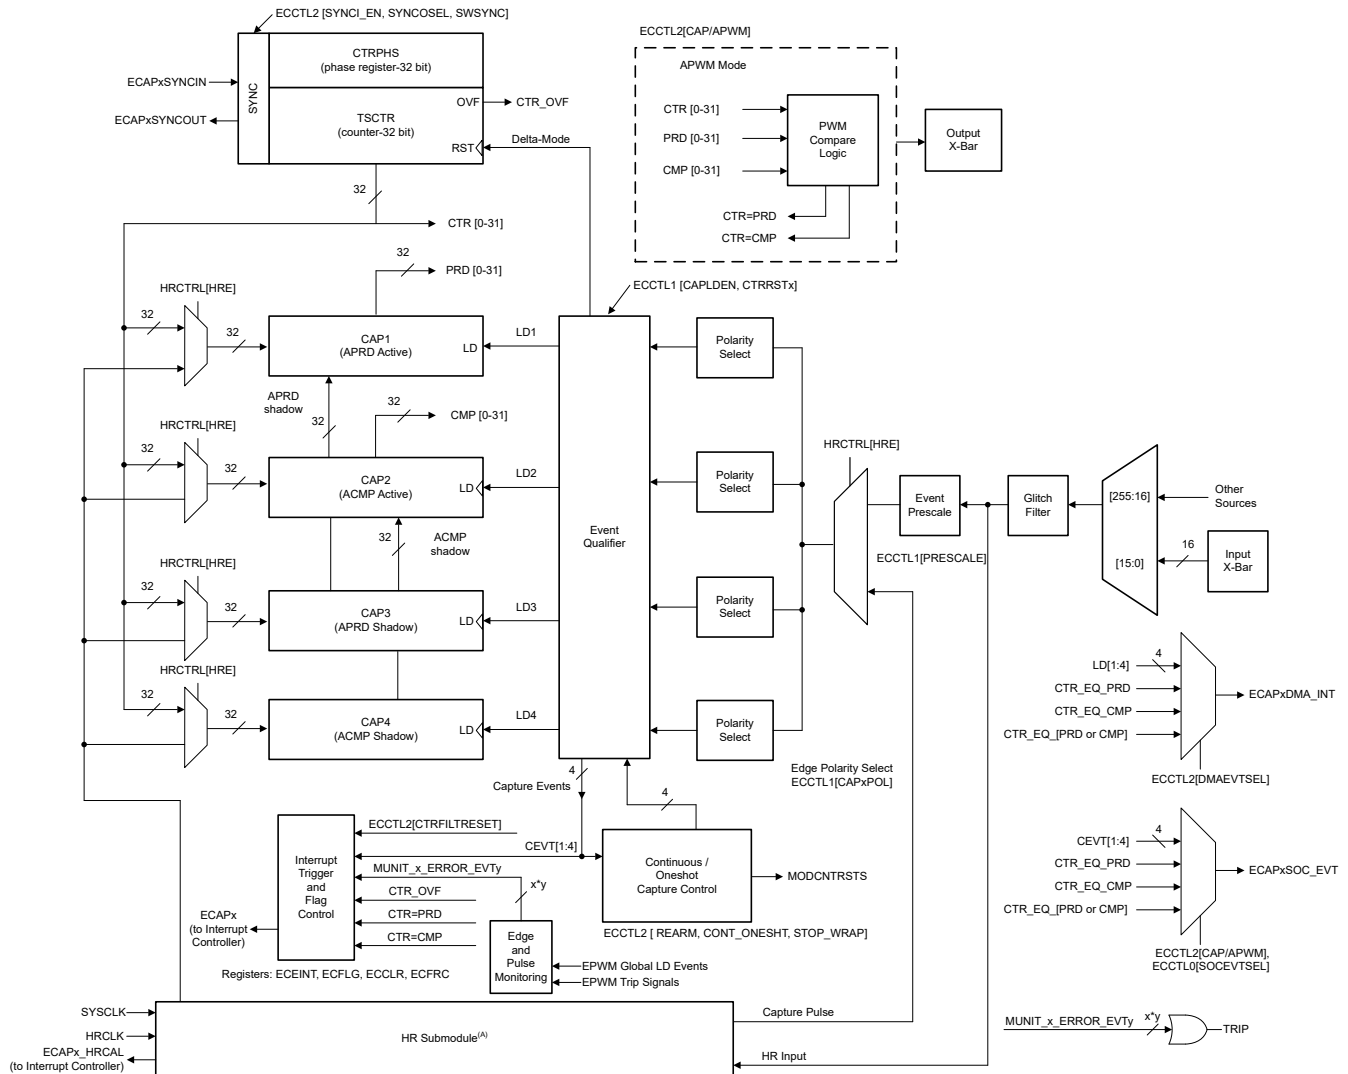 ECCTL2 [SYNCI_EN, SYNCOSEL, SWSYNC]
SYNC
CTRPHS
(phase register-32 bit)
ECAPxSYNCIN
ECAPxSYNCOUT
TSCTR
(counter-32 bit)
OVF
CTR_OVF
RST
Delta-Mode
32
CTR [0-31]
32
PRD [0-31]
ECCTL2[CAP/APWM]
APWM Mode
CTR [0-31]
PRD [0-31]
CMP [0-31]
PWM
Compare
Logic
CTR=PRD
CTR=CMP
Output
X-Bar
ECCTL1 [CAPLDEN, CTRRSTx]
HRCTRL[HRE]
32
32
CAP1
(APRD Active)
LD
LD1
Polarity
Select
APRD
shadow
32
32
CMP [0-31]
HRCTRL[HRE]
32
32
CAP2
(ACMP Active)
LD
LD2
Polarity
Select
32
ACMP
shadow
Event
Qualifier
HRCTRL[HRE]
32
32
CAP3
(APRD Shadow)
LD
LD3
Polarity
Select
HRCTRL[HRE]
32
32
CAP4
(ACMP Shadow)
LD
LD4
Polarity
Select
HRCTRL[HRE]
Event
Prescale
ECCTL1[PRESCALE]
Glitch
Filter
[255:16]
[15:0]
Other
Sources
16
Input
X-Bar
Edge Polarity Select
ECCTL1[CAPxPOL]
4
Capture Events
4
LD[1:4]
4
CTR_EQ_PRD
CTR_EQ_CMP
CTR_EQ_[PRD or CMP]
ECAPxDMA_INT
ECCTL2[DMAEVTSEL]
Interrupt
Trigger
and
Flag
Control
ECCTL2[CTRFILTRESET]
CEVT[1:4]
MUNIT_x_ERROR_EVTy
CTR_OVF
CTR=PRD
CTR=CMP
x*y
ECAPx
(to Interrupt
Controller)
Registers: ECEINT, ECFLG, ECCLR, ECFRC
Continuous /
Oneshot
Capture Control
MODCNTRSTS
ECCTL2 [ REARM, CONT_ONESHT, STOP_WRAP]
Edge
and
Pulse
Monitoring
EPWM Global LD Events
EPWM Trip Signals
CEVT[1:4]
4
CTR_EQ_PRD
CTR_EQ_CMP
CTR_EQ_[PRD or CMP]
ECAPxSOC_EVT
ECCTL2[CAP/APWM],
ECCTL0[SOCEVTSEL]
SYSCLK
HRCLK
ECAPx_HRCAL
(to Interrupt Controller)
HR Submodule(A)
Capture Pulse
HR Input
MUNIT_x_ERROR_EVTy
x*y
TRIP